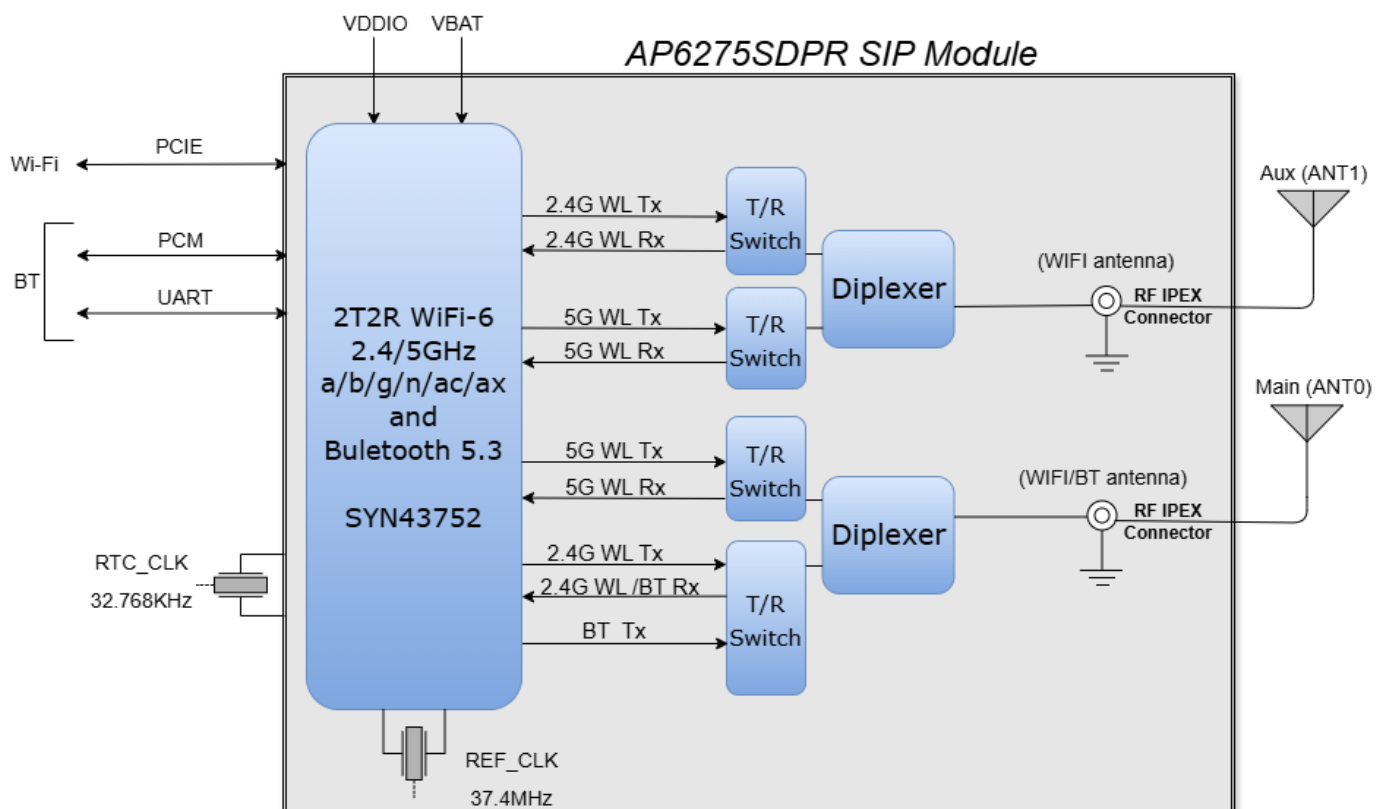 VDDIO VBAT
AP6275SDPR SIP Module
Wi-Fi
PCIE
BT
PCM
UART
2T2R WiFi-6
2.4/5GHz
a/b/g/n/ac/ax
and
Buletooth 5.3
SYN43752
2.4G WL Tx
2.4G WL Rx
T/R
Switch
5G WL Tx
5G WL Rx
T/R
Switch
Diplexer
(WIFI antenna)
RF IPEX
Connector
Aux (ANT1)
5G WL Tx
5G WL Rx
T/R
Switch
2.4G WL Tx
2.4G WL /BT Rx
BT Tx
T/R
Switch
Diplexer
(WIFI/BT antenna)
RF IPEX
Connector
Main (ANT0)
RTC_CLK
32.768KHz
REF_CLK
37.4MHz